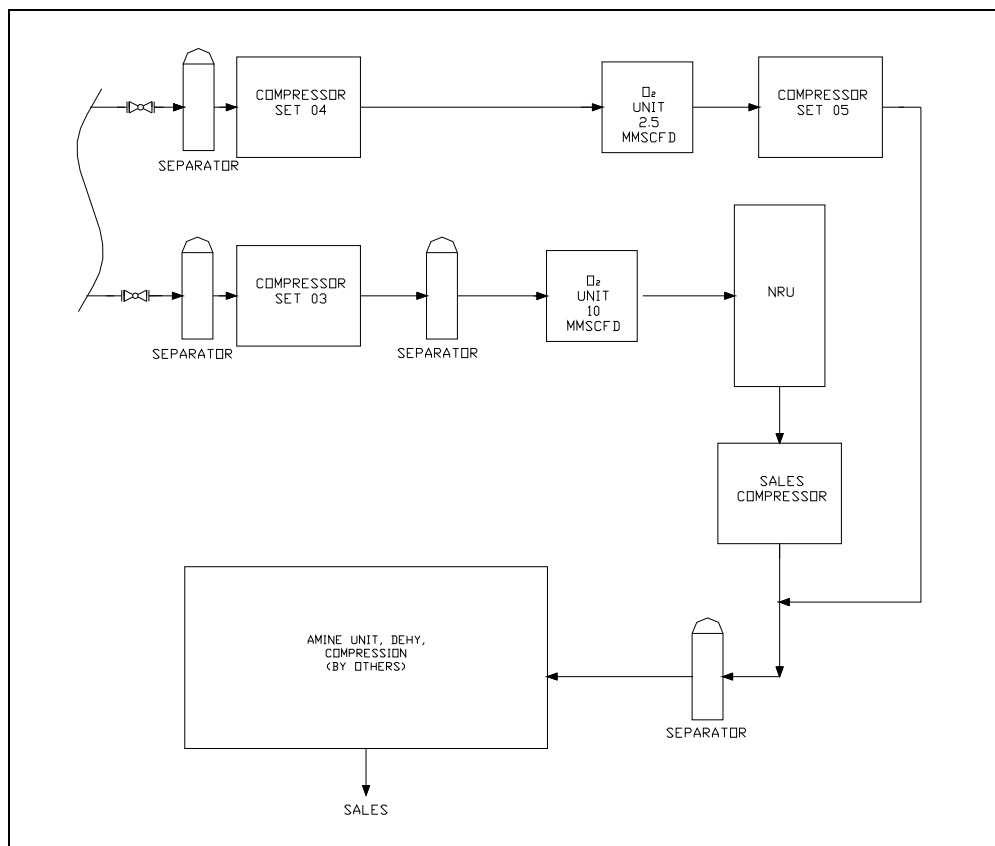 COMPRESSOR
SET 04
O₂
UNIT
2.5
MMSCFD
COMPRESSOR
SET 05
SEPARATOR
COMPRESSOR
SET 03
O₂
UNIT
10
MMSCFD
NRU
SEPARATOR
SEPARATOR
SALES
COMPRESSOR
AMINE UNIT, DEHY,
COMPRESSION
(BY OTHERS)
SEPARATOR
SALES